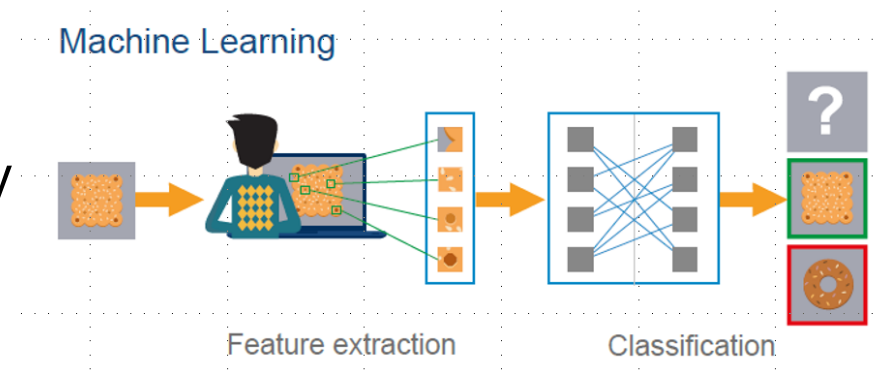 Machine Learning
y
?
Feature extraction
Classification